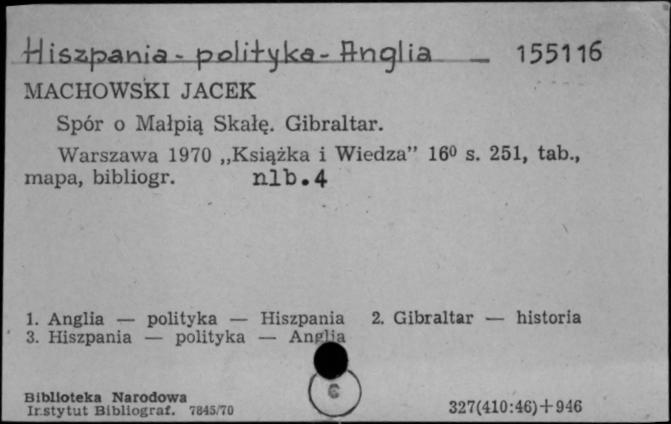 Hiszpania - polityka - Anglia — 155116
MACHOWSKI JACEK
Spór o Małpią Skałę. Gibraltar.
Warszawa 1970 „Książka i Wiedza” 16⁰ s. 251, tab.,
mapa, bibliogr. nlb.4
1. Anglia — polityka — Hiszpania 2. Gibraltar — historia
3. Hiszpania — polityka — Anglia
Biblioteka Narodowa
Instytut Bibliograf. 7845/70
327(410:46)+946